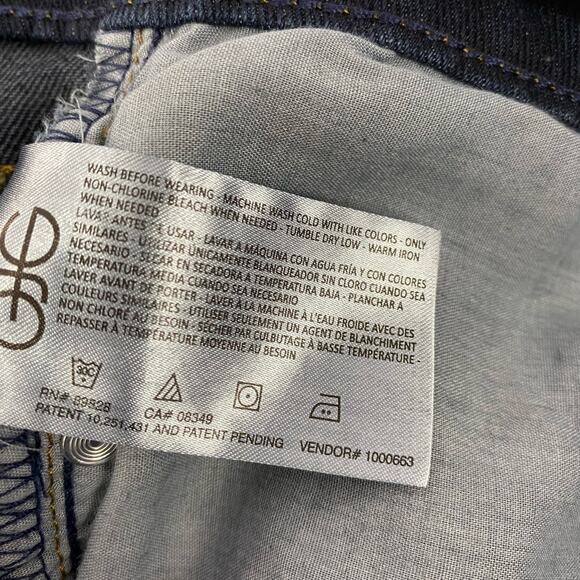 WASH BEFORE WEARING - MACHINE WASH COLD WITH LIKE COLORS - ONLY
NON-CHLORINE BLEACH WHEN NEEDED - TUMBLE DRY LOW - WARM IRON
WHEN NEEDED
LAVAR ANTES DE USAR - LAVAR A MÁQUINA CON AGUA FRÍA Y CON COLORES
SIMILARES - UTILIZAR ÚNICAMENTE BLANQUEADOR SIN CLORO CUANDO SEA
NECESARIO - SECAR EN SECADORA A TEMPERATURA BAJA - PLANCHAR A
TEMPERATURA MEDIA CUANDO SEA NECESARIO
LAVER AVANT DE PORTER - LAVER À LA MACHINE À L'EAU FROIDE AVEC DES
COULEURS SIMILAIRES - UTILISER SEULEMENT UN AGENT DE BLANCHIMENT
NON CHLORE AU BESOIN - SÉCHER PAR CULBUTAGE À BASSE TEMPÉRATURE -
REPASSER À TEMPÉRATURE MOYENNE AU BESOIN
30C
RN# 89828 CA# 08349
PATENT 10,251,431 AND PATENT PENDING VENDOR# 1000663